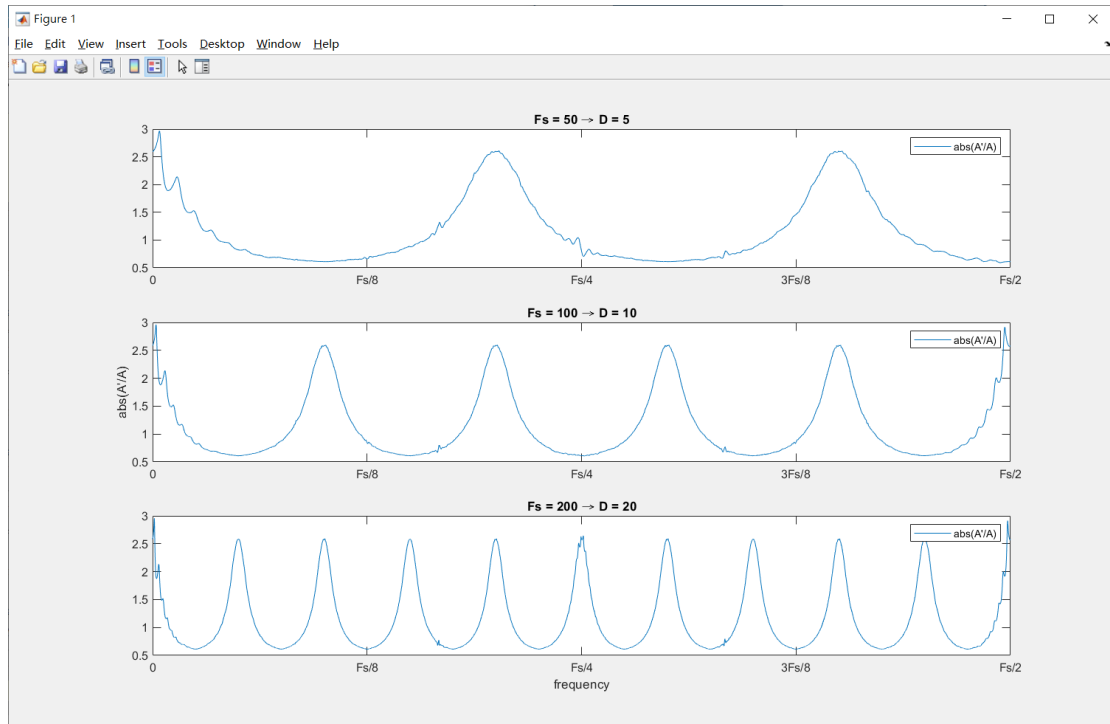 Figure 1
File Edit View Insert Tools Desktop Window Help
Fs = 50 → D = 5
3
2.5
2
1.5
1
0.5
abs(A'/A)
0 Fs/8 Fs/4 3Fs/8 Fs/2
Fs = 100 → D = 10
3
2.5
2
1.5
1
0.5
abs(A'/A)
abs(A'/A)
0 Fs/8 Fs/4 3Fs/8 Fs/2
Fs = 200 → D = 20
3
2.5
2
1.5
1
0.5
abs(A'/A)
0 Fs/8 Fs/4 3Fs/8 Fs/2
frequency